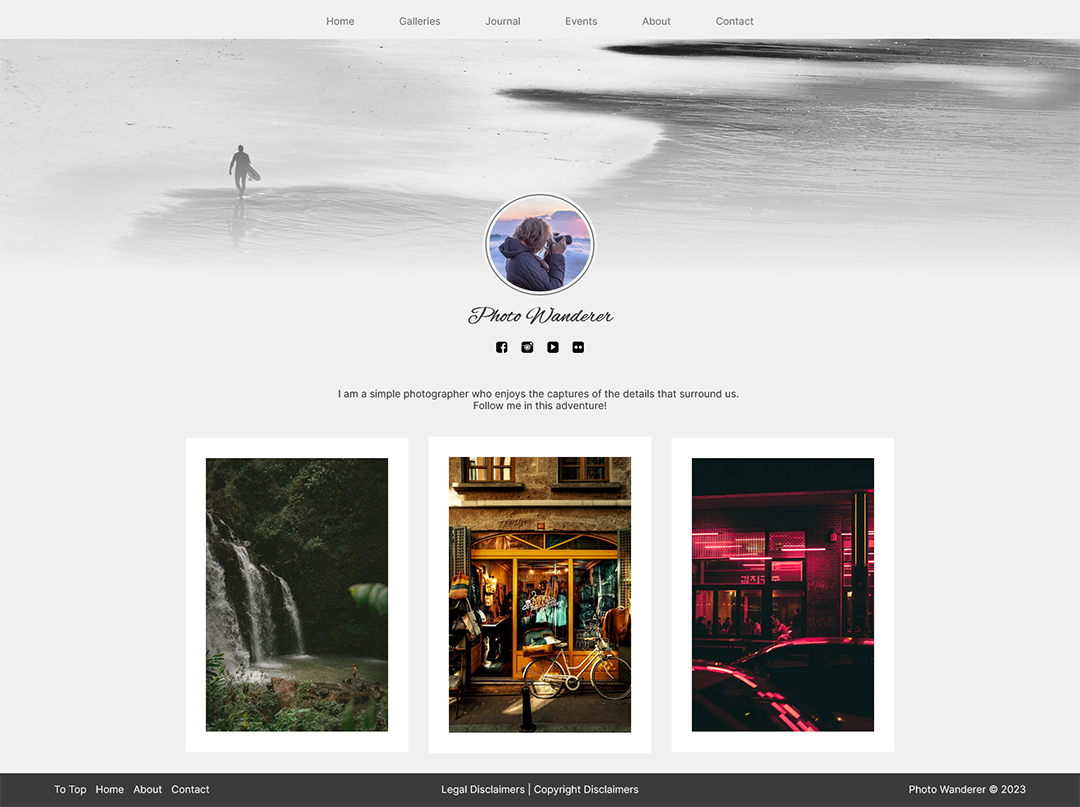 Home Galleries Journal Events About Contact
Photo Wanderer
I am a simple photographer who enjoys the captures of the details that surround us.
Follow me in this adventure!
To Top Home About Contact Legal Disclaimers | Copyright Disclaimers Photo Wanderer © 2023